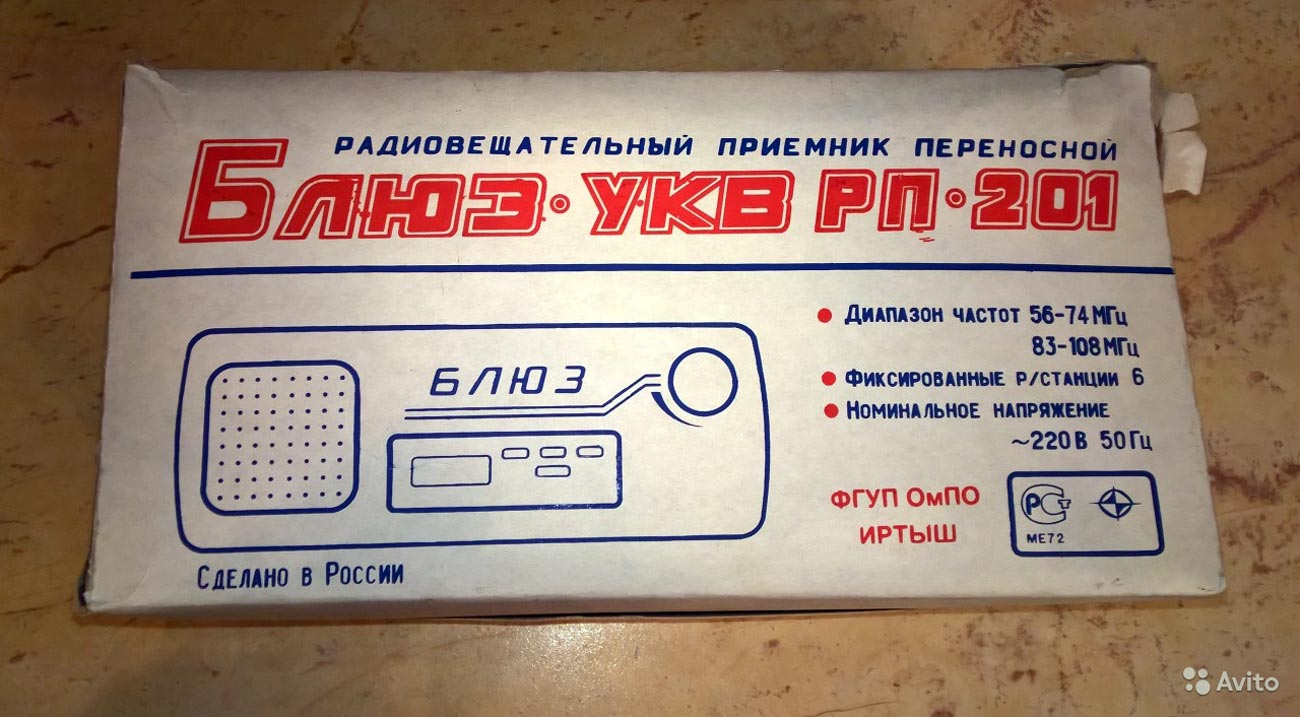 РАДИОВЕЩАТЕЛЬНЫЙ ПРИЕМНИК ПЕРЕНОСНОЙ
БЛЮЗ·УКВ РП·201
БЛЮЗ
ДИАПАЗОН ЧАСТОТ 56-74 МГц
83-108 МГц
ФИКСИРОВАННЫЕ Р/СТАНЦИИ 6
НОМИНАЛЬНОЕ НАПРЯЖЕНИЕ
~220 В 50 Гц
ФГУП ОмПО
ИРТЫШ
РСТ
МЕ72
СДЕЛАНО В РОССИИ
Avito